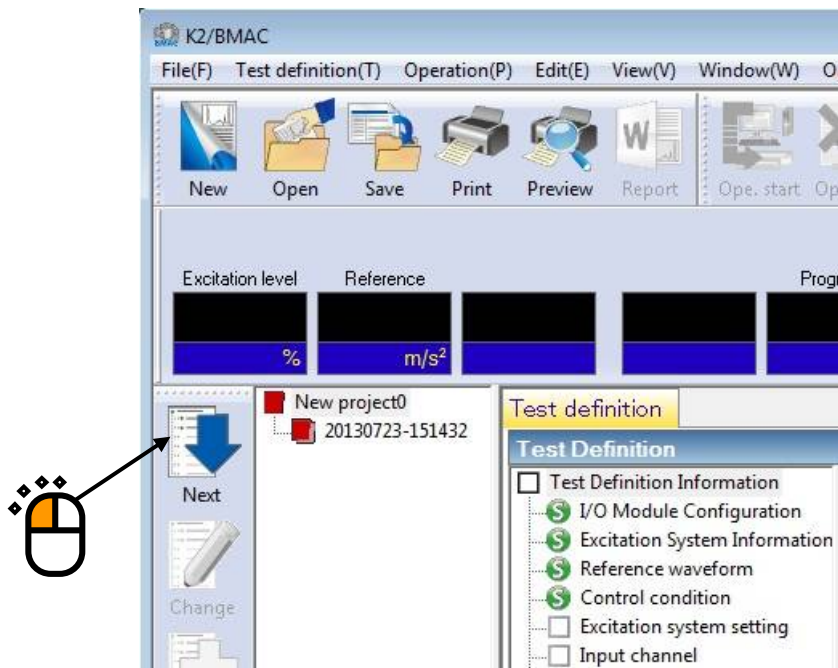 K2/BMAC
File(F) Test definition(T) Operation(P) Edit(E) View(V) Window(W) O
New Open Save Print Preview Report Ope. start Op
Excitation level Reference Progr
% m/s²
New project0
20130723-151432
Next
Change
Test definition
Test Definition
Test Definition Information
S I/O Module Configuration
S Excitation System Information
S Reference waveform
S Control condition
Excitation system setting
Input channel